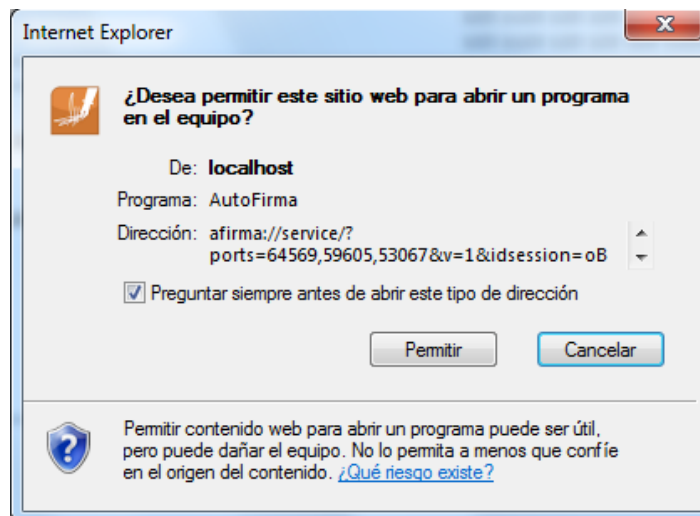 Internet Explorer
¿Desea permitir este sitio web para abrir un programa
en el equipo?
De: localhost
Programa: AutoFirma
Dirección: afirma://service/?
ports=64569,59605,53067&v=1&idsession=oB
Preguntar siempre antes de abrir este tipo de dirección
Permitir
Cancelar
Permitir contenido web para abrir un programa puede ser útil,
pero puede dañar el equipo. No lo permita a menos que confíe
en el origen del contenido. ¿Qué riesgo existe?